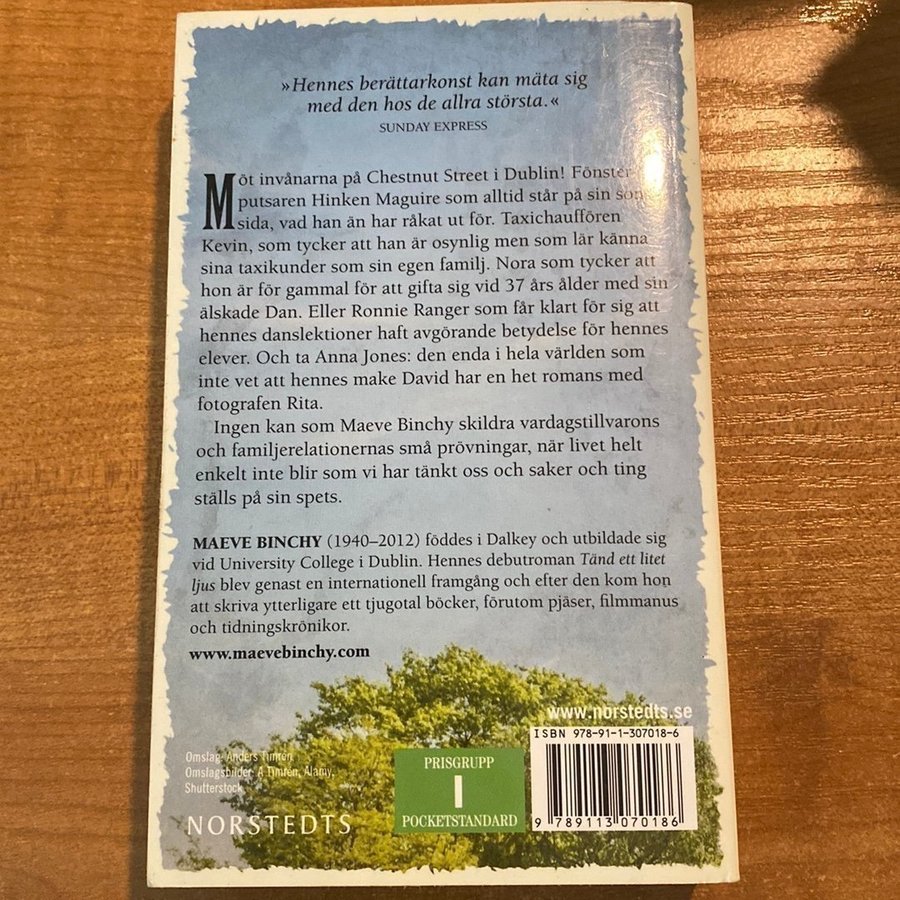 »Hennes berättarkonst kan mäta sig
med den hos de allra största.«
SUNDAY EXPRESS
Möt invånarna på Chestnut Street i Dublin! Fönster-
putsaren Hinken Maguire som alltid står på sin sons
sida, vad han än har råkat ut för. Taxichauffören
Kevin, som tycker att han är osynlig men som lär känna
sina taxikunder som sin egen familj. Nora som tycker att
hon är för gammal för att gifta sig vid 37 års ålder med sin
älskade Dan. Eller Ronnie Ranger som får klart för sig att
hennes danslektioner haft avgörande betydelse för hennes
elever. Och ta Anna Jones: den enda i hela världen som
inte vet att hennes make David har en het romans med
fotografen Rita.
Ingen kan som Maeve Binchy skildra vardagstillvarons
och familjerelationernas små prövningar, när livet helt
enkelt inte blir som vi har tänkt oss och saker och ting
ställs på sin spets.
MAEVE BINCHY (1940–2012) föddes i Dalkey och utbildade sig
vid University College i Dublin. Hennes debutroman Tänd ett litet
ljus blev genast en internationell framgång och efter den kom hon
att skriva ytterligare ett tjugotal böcker, förutom pjäser, filmmanus
och tidningskrönikor.
www.maevebinchy.com
www.norstedts.se
ISBN 978-91-1-307018-6
Omslag: Anders Timrén
Omslagsbilder: A Timrén, Alamy,
Shutterstock
NORSTEDTS
PRISGRUPP
1
POCKETSTANDARD
9 789113 070186